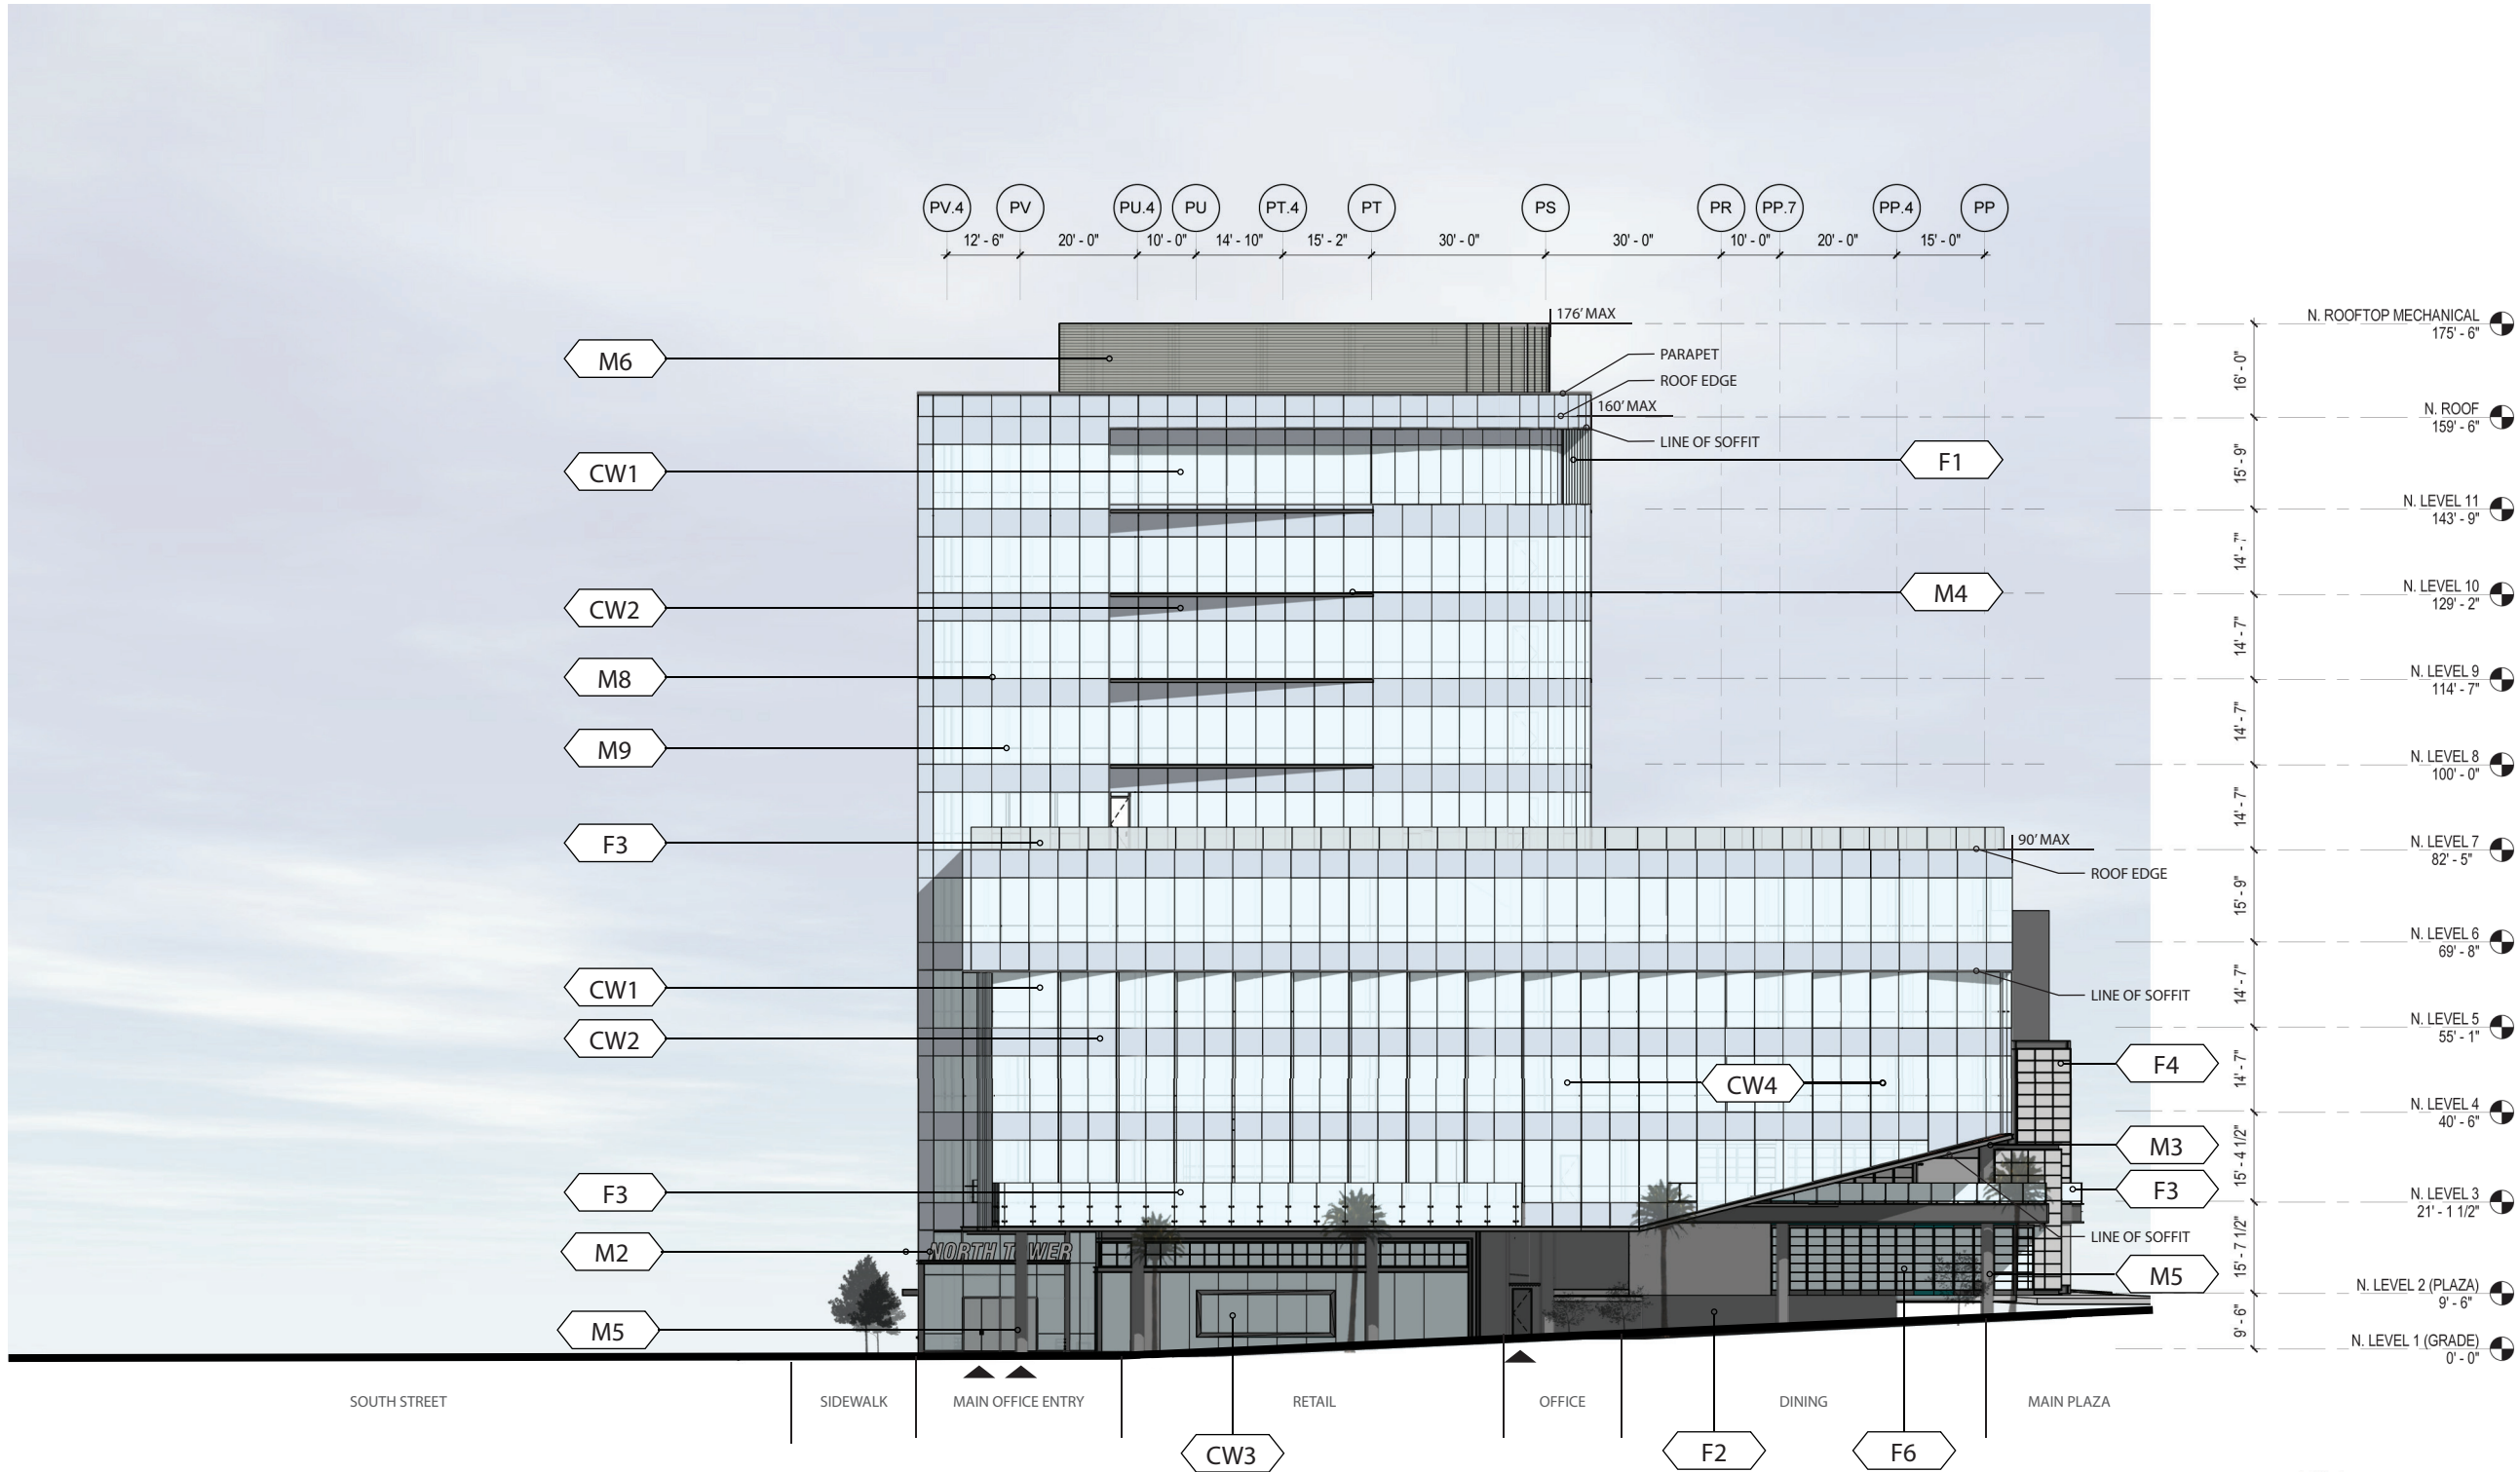 PV.4 PV PU.4 PU PT.4 PT PS PR PP.7 PP.4 PP
12' - 6" 20' - 0" 10' - 0" 14' - 10" 15' - 2" 30' - 0" 30' - 0" 10' - 0" 20' - 0" 15' - 0"
176' MAX
N. ROOFTOP MECHANICAL
175' - 6"
M6
PARAPET
ROOF EDGE
16' - 0"
160' MAX
N. ROOF
159' - 6"
LINE OF SOFFIT
CW1
F1
15' - 9"
N. LEVEL 11
143' - 9"
14' - 7"
CW2
M4
N. LEVEL 10
129' - 2"
14' - 7"
M8
N. LEVEL 9
114' - 7"
14' - 7"
M9
N. LEVEL 8
100' - 0"
14' - 7"
F3
90' MAX
N. LEVEL 7
82' - 5"
ROOF EDGE
15' - 9"
N. LEVEL 6
69' - 8"
CW1
LINE OF SOFFIT
14' - 7"
CW2
N. LEVEL 5
55' - 1"
CW4
F4
14' - 7"
N. LEVEL 4
40' - 6"
M3
15' - 4 1/2"
F3
F3
N. LEVEL 3
21' - 1 1/2"
M2
NORTH TOWER
LINE OF SOFFIT
15' - 7 1/2"
M5
N. LEVEL 2 (PLAZA)
9' - 6"
M5
9' - 6"
N. LEVEL 1 (GRADE)
0' - 0"
SOUTH STREET SIDEWALK MAIN OFFICE ENTRY RETAIL OFFICE DINING MAIN PLAZA
CW3 F2 F6